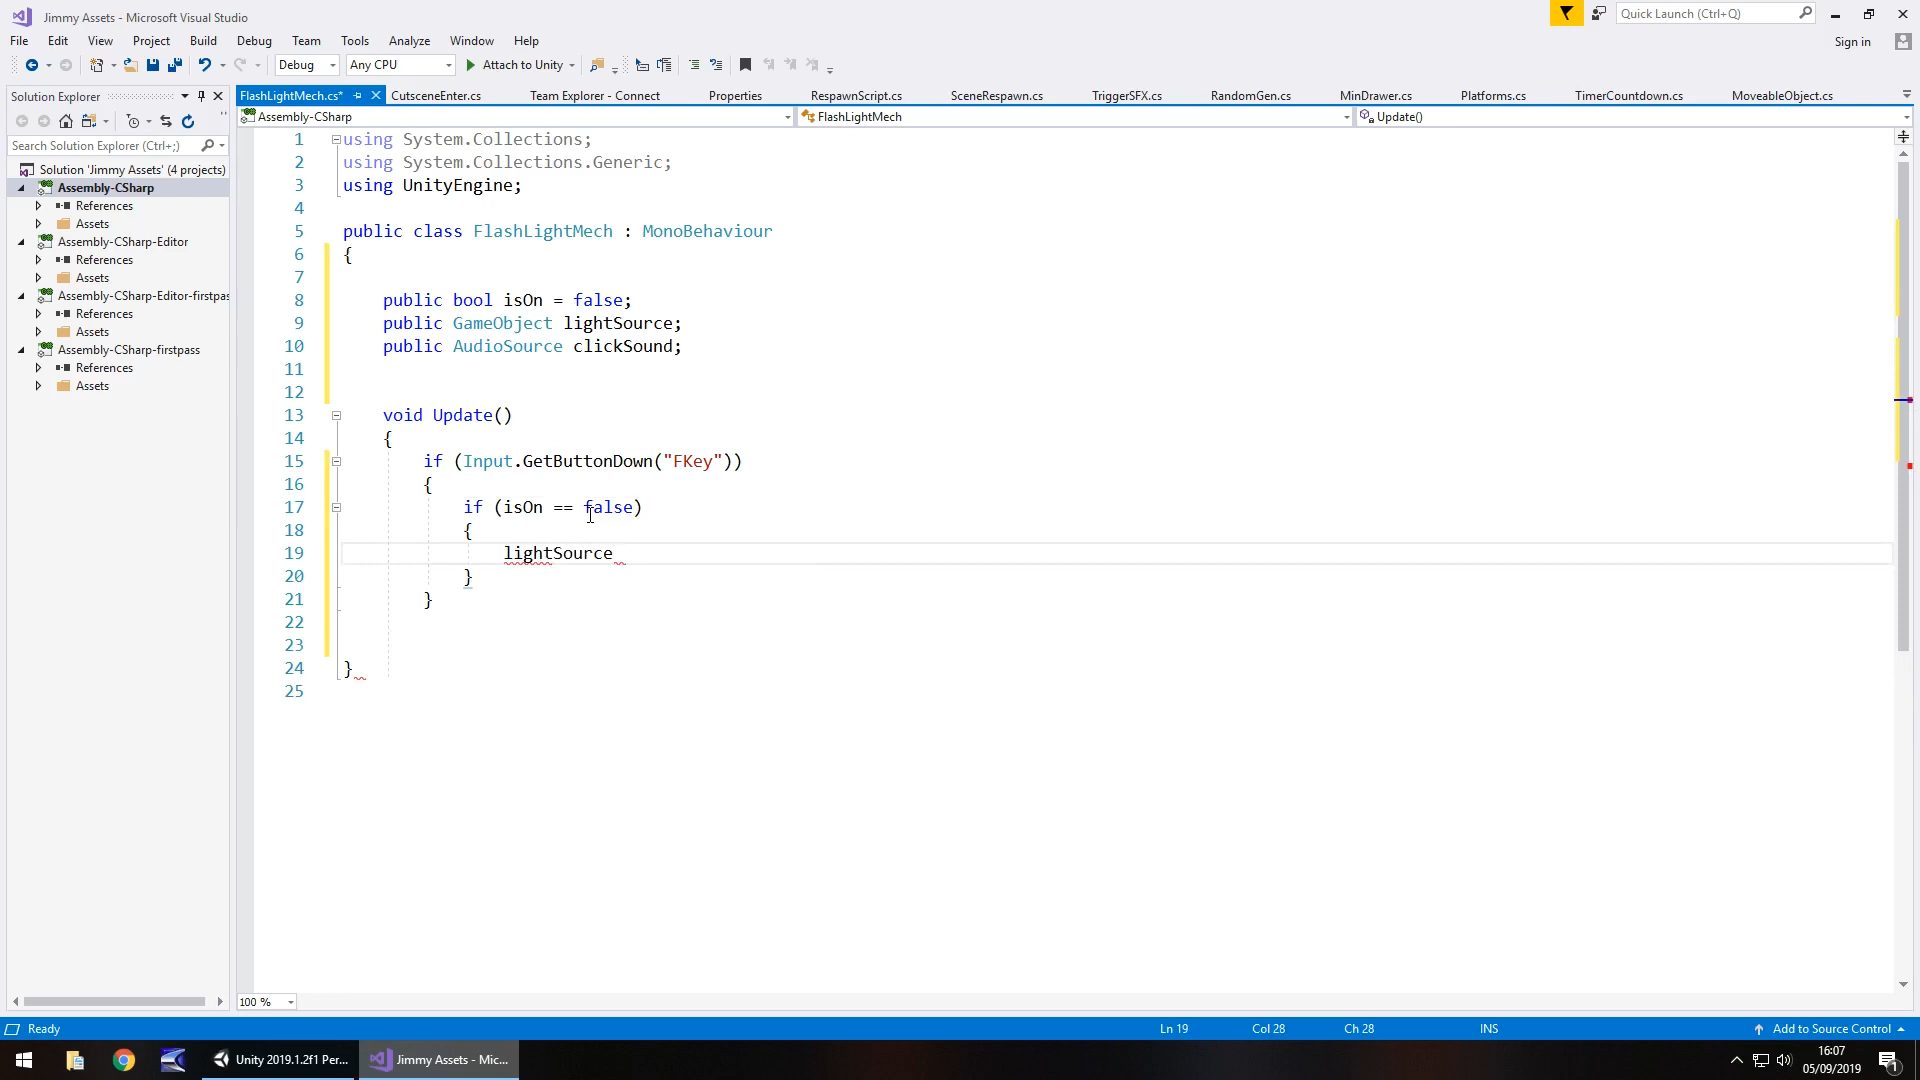 Jimmy Assets - Microsoft Visual Studio
Quick Launch (Ctrl+Q)
File Edit View Project Build Debug Team Tools Analyze Window Help
Sign in
Debug Any CPU Attach to Unity
Solution Explorer
FlashLightMech.cs* CutsceneEnter.cs Team Explorer - Connect Properties RespawnScript.cs SceneRespawn.cs TriggerSFX.cs RandomGen.cs MinDrawer.cs Platforms.cs TimerCountdown.cs MoveableObject.cs
Assembly-CSharp FlashLightMech Update()
Search Solution Explorer (Ctrl+;)
Solution 'Jimmy Assets' (4 projects)
Assembly-CSharp
References
Assets
Assembly-CSharp-Editor
References
Assets
Assembly-CSharp-Editor-firstpas
References
Assets
Assembly-CSharp-firstpass
References
Assets
1 using System.Collections;
2 using System.Collections.Generic;
3 using UnityEngine;
4
5 public class FlashLightMech : MonoBehaviour
6 {
7
8 public bool isOn = false;
9 public GameObject lightSource;
10 public AudioSource clickSound;
11
12
13 void Update()
14 {
15 if (Input.GetButtonDown("FKey"))
16 {
17 if (isOn == false)
18 {
19 lightSource
20 }
21 }
22
23
24 }
25
100 %
Ready Ln 19 Col 28 Ch 28 INS Add to Source Control
Unity 2019.1.2f1 Per... Jimmy Assets - Mic...
16:07
05/09/2019
1